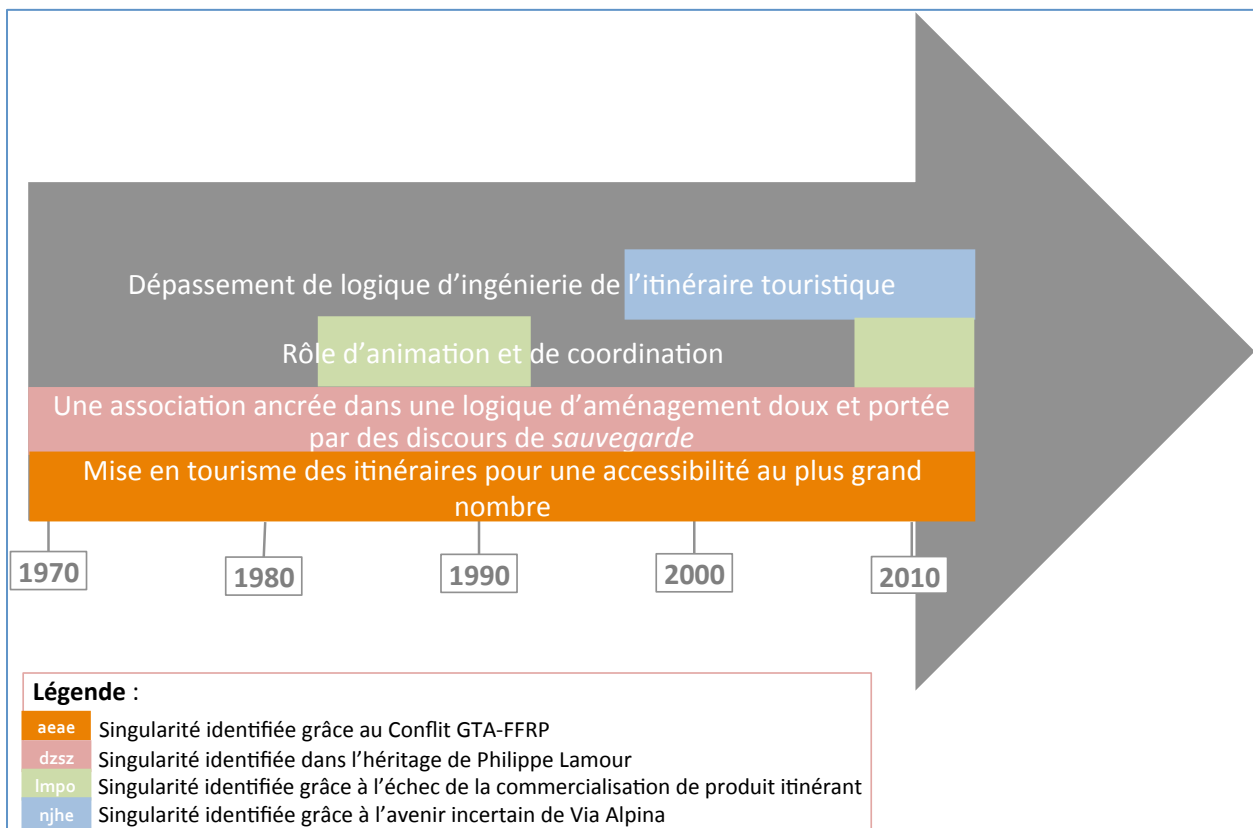 Dépassement de logique d’ingénierie de l’itinéraire touristique
Rôle d’animation et de coordination
Une association ancrée dans une logique d’aménagement doux et portée
par des discours de sauvegarde
Mise en tourisme des itinéraires pour une accessibilité au plus grand
nombre
1970
1980
1990
2000
2010
Légende :
aeae Singularité identifiée grâce au Conflit GTA-FFRP
dzsz Singularité identifiée dans l’héritage de Philippe Lamour
lmpo Singularité identifiée grâce à l’échec de la commercialisation de produit itinérant
njhe Singularité identifiée grâce à l’avenir incertain de Via Alpina